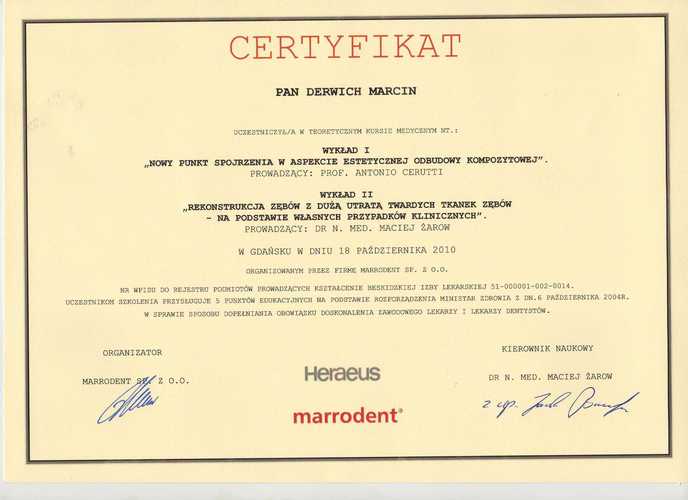 CERTYFIKAT
PAN DERWICH MARCIN
UCZESTNICZYŁ/A W TEORETYCZNYM KURSIE MEDYCZNYM NT.:
WYKŁAD I
„NOWY PUNKT SPOJRZENIA W ASPEKCIE ESTETYCZNEJ ODBUDOWY KOMPOZYTOWEJ”.
PROWADZĄCY: PROF. ANTONIO CERUTTI
WYKŁAD II
„REKONSTRUKCJA ZĘBÓW Z DUŻĄ UTRATĄ TWARDYCH TKANEK ZĘBÓW
- NA PODSTAWIE WŁASNYCH PRZYPADKÓW KLINICZNYCH”.
PROWADZĄCY: DR N. MED. MACIEJ ŻAROW
W GDAŃSKU W DNIU 18 PAŹDZIERNIKA 2010
ORGANIZOWANYM PRZEZ FIRMĘ MARRODENT SP. Z O.O.
NR WPISU DO REJESTRU PODMIOTÓW PROWADZĄCYCH KSZTAŁCENIE BESKIDZKIEJ IZBY LEKARSKIEJ 51-000001-002-0014.
UCZESTNIKOM SZKOLENIA PRZYSŁUGUJE 5 PUNKTÓW EDUKACYJNYCH NA PODSTAWIE ROZPORZĄDZENIA MINISTRA ZDROWIA Z DN.6 PAŹDZIERNIKA 2004R.
W SPRAWIE SPOSOBU DOPEŁNIANIA OBOWIĄZKU DOSKONALENIA ZAWODOWEGO LEKARZY I LEKARZY DENTYSTÓW.
ORGANIZATOR
MARRODENT SP. Z O.O.
Heraeus
marrodent®
KIEROWNIK NAUKOWY
DR N. MED. MACIEJ ŻAROW
z up.